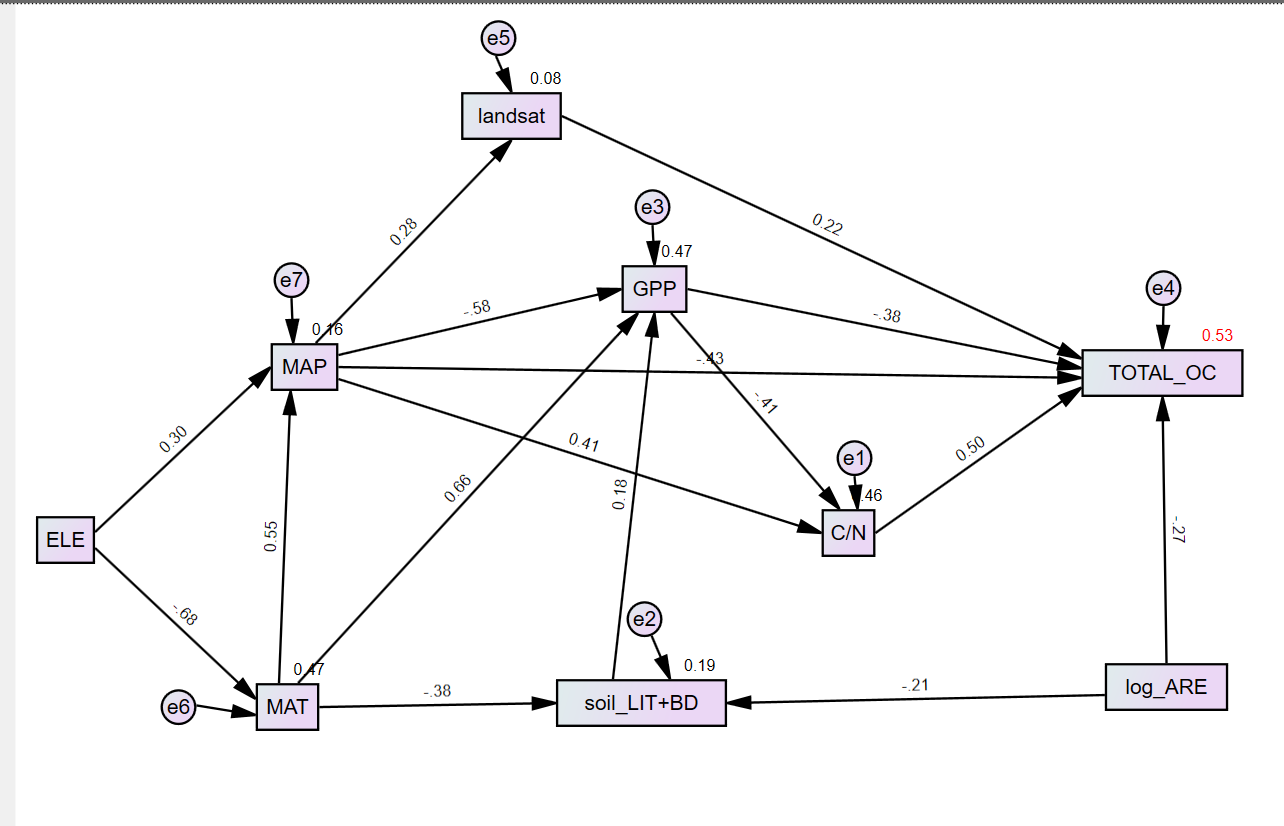 e5
0.08
landsat
0.28
0.22
e3
0.47
GPP
e7
0.16
MAP
-.58
-.38
e4
0.53
TOTAL_OC
-.43
-.41
0.41
0.30
0.66
0.18
0.50
e1
.46
C/N
ELE
0.55
-.68
-.27
e2
0.19
0.47
e6
MAT
-.38
soil_LIT+BD
-.21
log_ARE